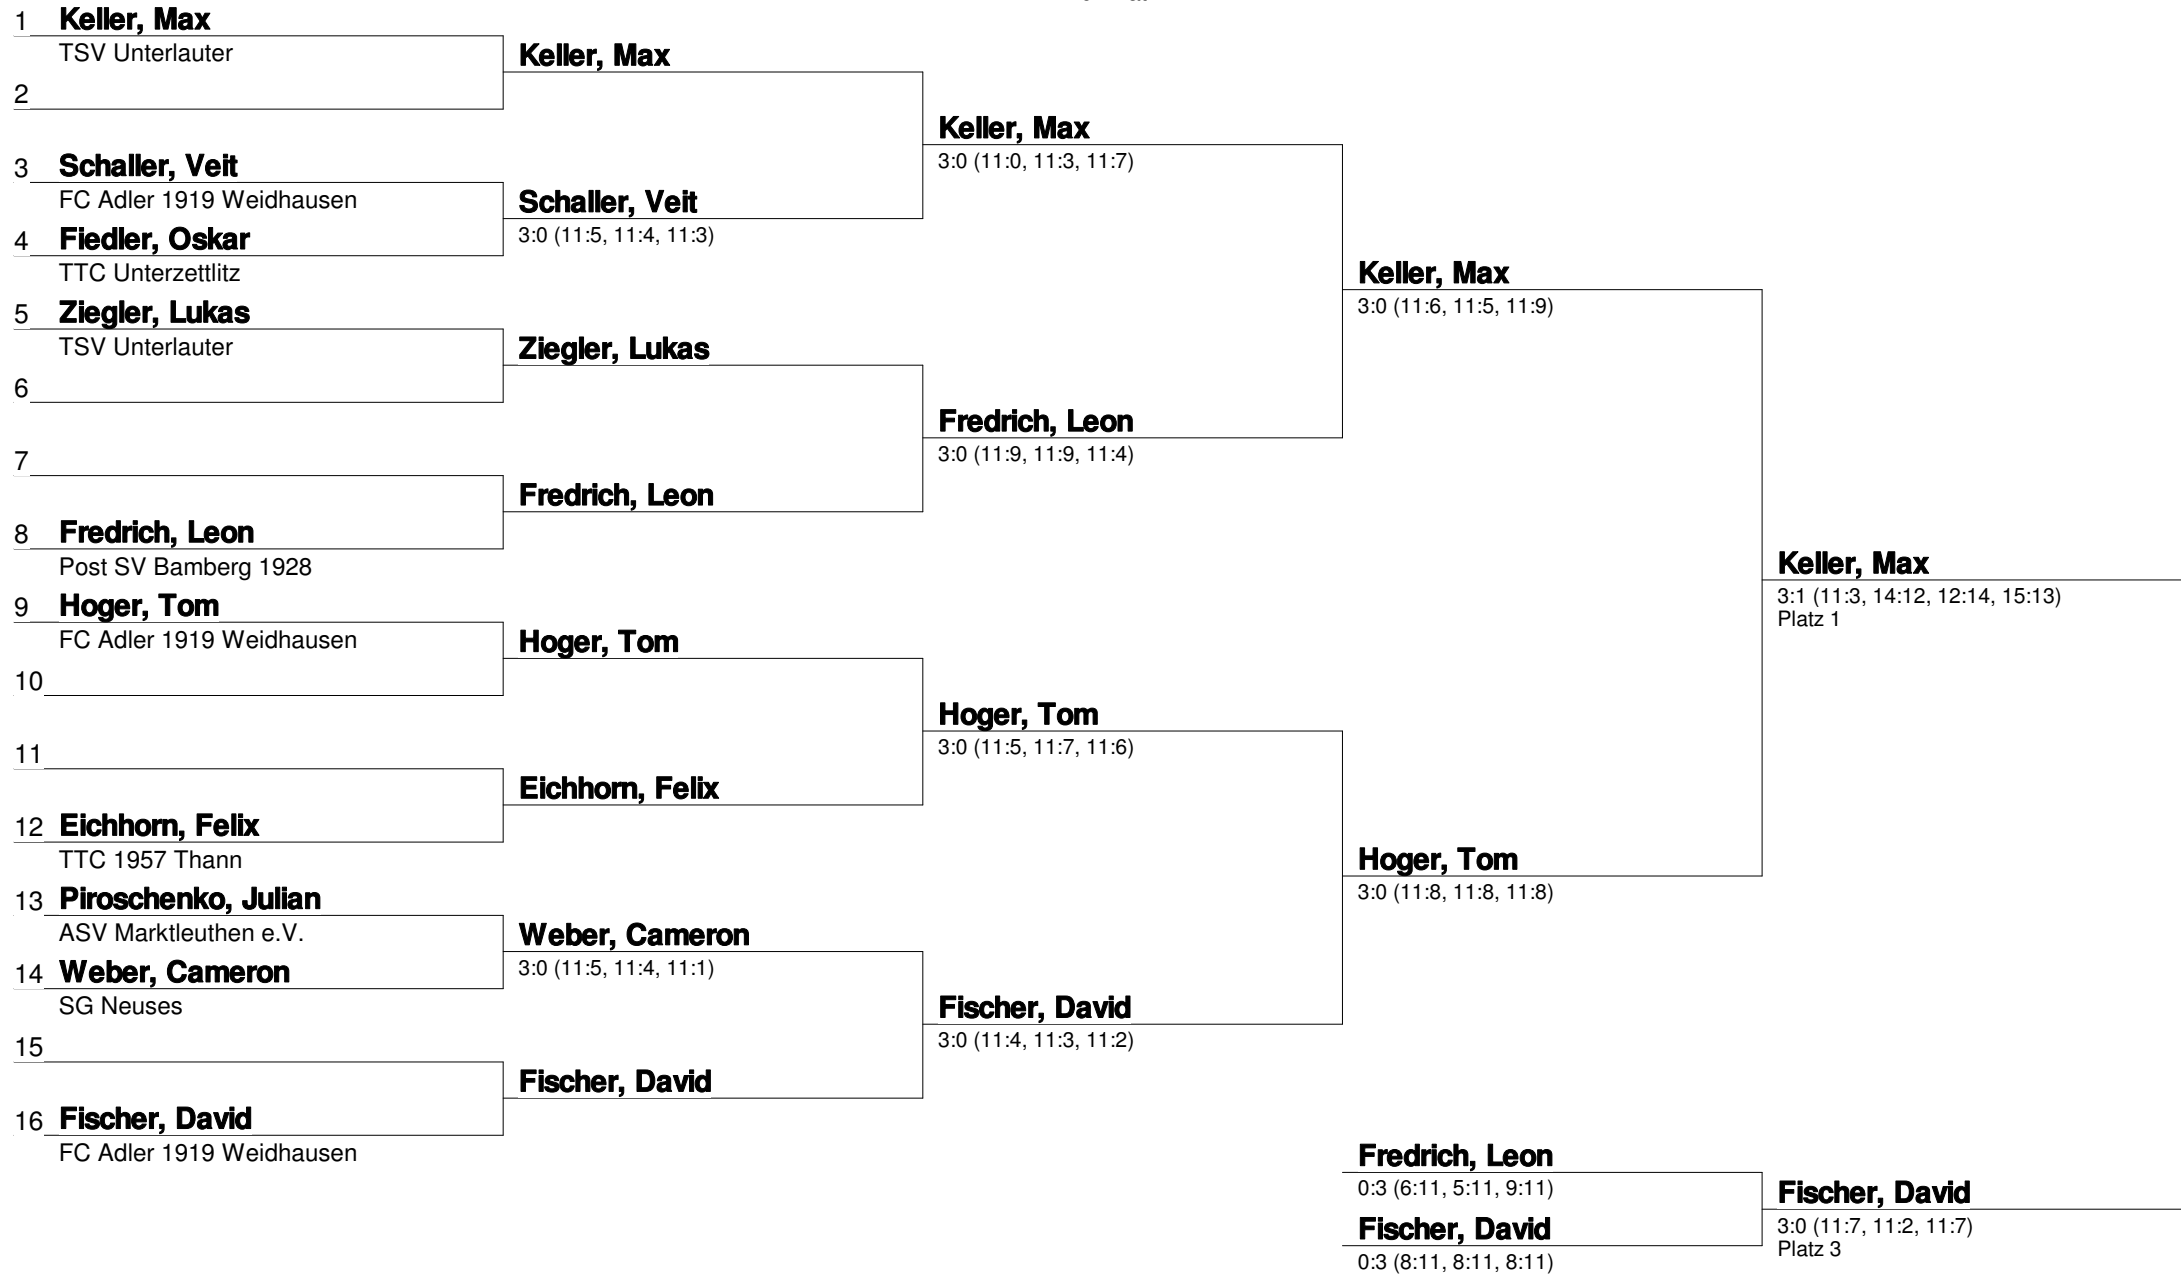 1 Keller, Max
TSV Unterlauter
2
3 Schaller, Veit
FC Adler 1919 Weidhausen
4 Fiedler, Oskar
TTC Unterzettlitz
5 Ziegler, Lukas
TSV Unterlauter
6
7
8 Fredrich, Leon
Post SV Bamberg 1928
9 Hoger, Tom
FC Adler 1919 Weidhausen
10
11
12 Eichhorn, Felix
TTC 1957 Thann
13 Piroschenko, Julian
ASV Marktleuthen e.V.
14 Weber, Cameron
SG Neuses
15
16 Fischer, David
FC Adler 1919 Weidhausen
Keller, Max
Schaller, Veit
3:0 (11:5, 11:4, 11:3)
Ziegler, Lukas
Fredrich, Leon
Hoger, Tom
Eichhorn, Felix
Weber, Cameron
3:0 (11:5, 11:4, 11:1)
Fischer, David
Keller, Max
3:0 (11:0, 11:3, 11:7)
Fredrich, Leon
3:0 (11:9, 11:9, 11:4)
Hoger, Tom
3:0 (11:5, 11:7, 11:6)
Fischer, David
3:0 (11:4, 11:3, 11:2)
Keller, Max
3:0 (11:6, 11:5, 11:9)
Hoger, Tom
3:0 (11:8, 11:8, 11:8)
Keller, Max
3:1 (11:3, 14:12, 12:14, 15:13)
Platz 1
Fredrich, Leon
0:3 (6:11, 5:11, 9:11)
Fischer, David
0:3 (8:11, 8:11, 8:11)
Fischer, David
3:0 (11:7, 11:2, 11:7)
Platz 3